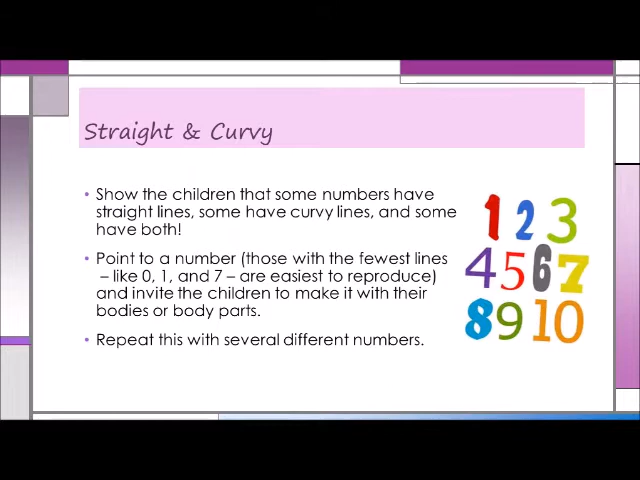 Straight & Curvy
• Show the children that some numbers have
straight lines, some have curvy lines, and some
have both!
• Point to a number (those with the fewest lines
– like 0, 1, and 7 – are easiest to reproduce)
and invite the children to make it with their
bodies or body parts.
• Repeat this with several different numbers.
1 2 3
4 5 6 7
8 9 10